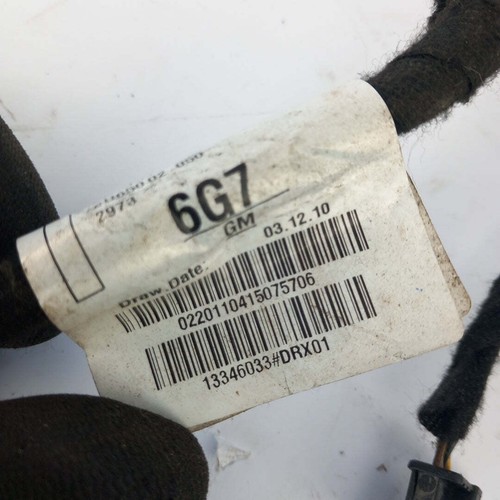 2973
6G7
GM
Draw Date: 03.12.10
0220110415075706
13346033#DRX01